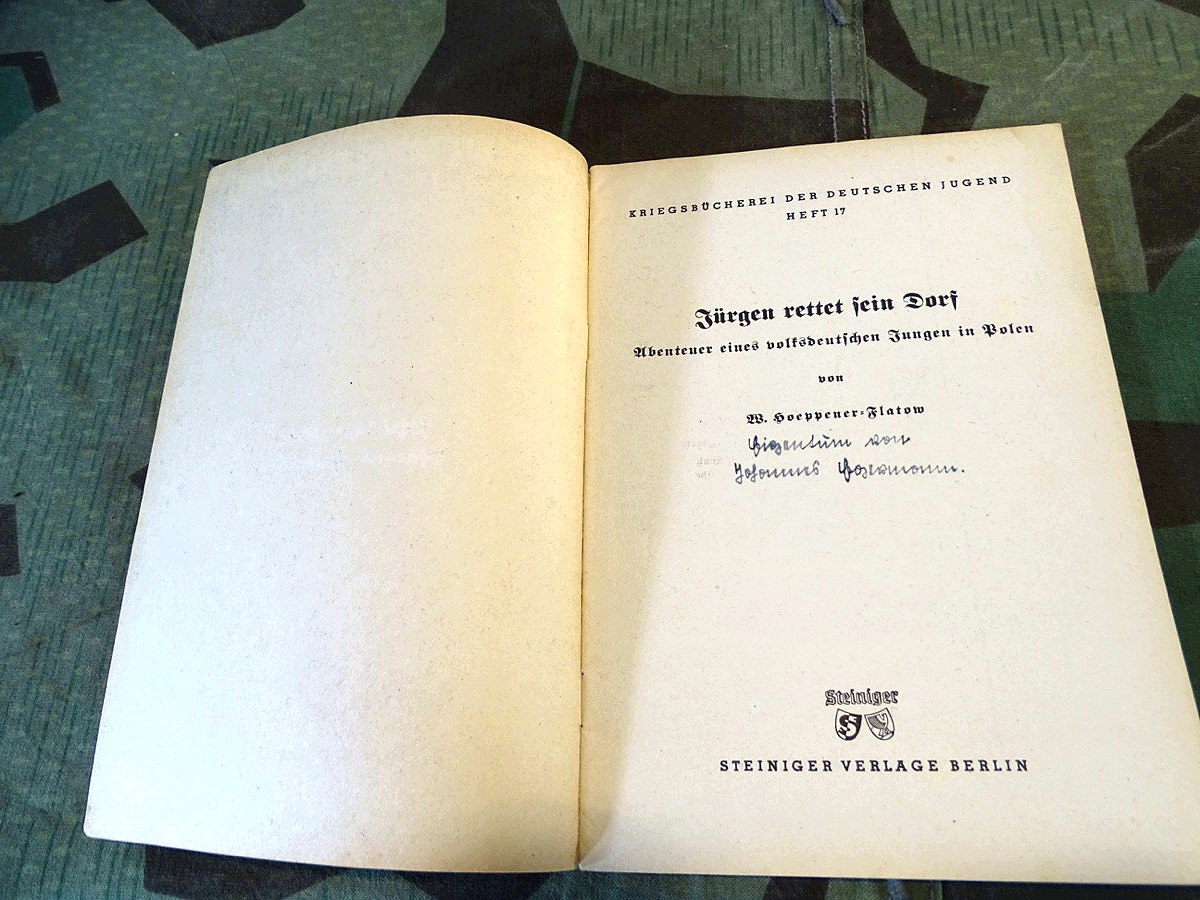 KRIEGSBÜCHEREI DER DEUTSCHEN JUGEND
HEFT 17
Jürgen rettet sein Dorf
Abenteuer eines volksdeutschen Jungen in Polen
von
W. Hoeppener-Flatow
Eigentum von
Johannes
Steiniger
STEINIGER VERLAGE BERLIN